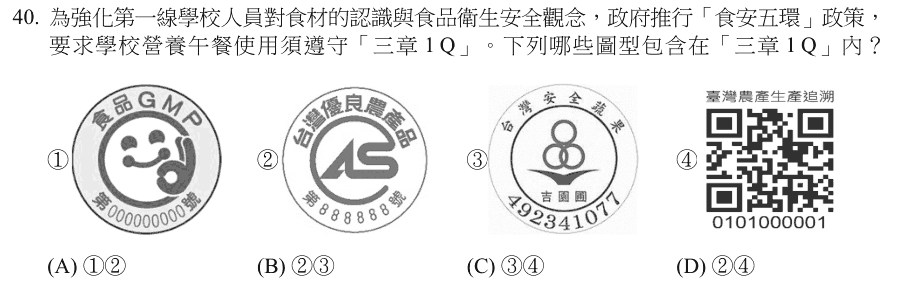 40. 為強化第一線學校人員對食材的認識與食品衛生安全觀念，政府推行「食安五環」政策，
要求學校營養午餐使用須遵守「三章1Q」。下列哪些圖型包含在「三章1Q」內？
① 食品GMP
第000000000號
② 台灣優良農產品
AS
第888888號
③ 台灣安全蔬果
吉園圃
492341077
④ 臺灣農產生產追溯
0101000001
(A) ①② (B) ②③ (C) ③④ (D) ②④